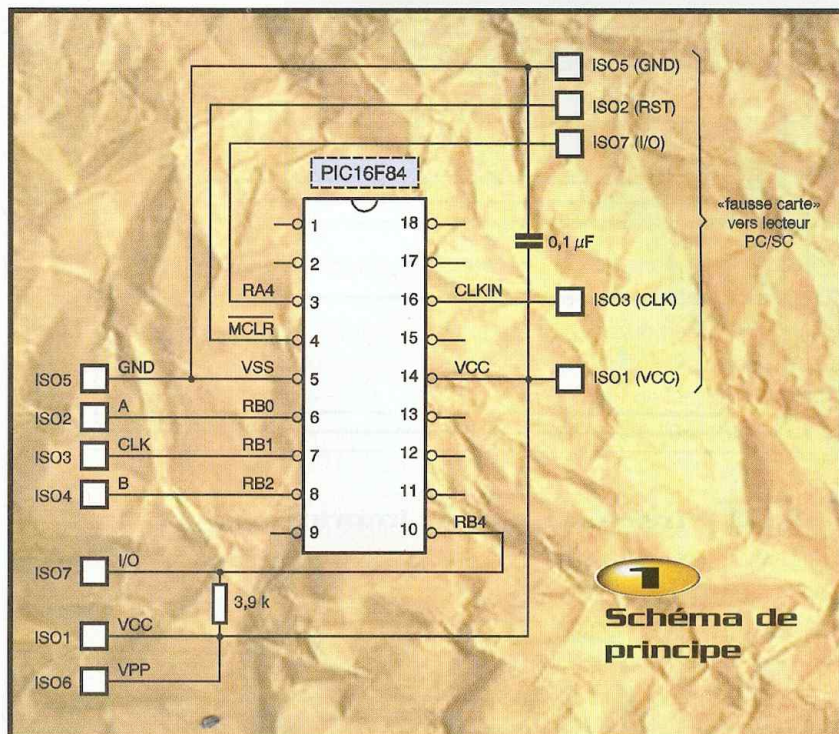 ISO5 (GND)
ISO2 (RST)
ISO7 (I/O)
PIC16F84
«fausse carte»
vers lecteur
PC/SC
0,1 µF
1
18
2
17
RA4
3
16
CLKIN
ISO3 (CLK)
MCLR
4
15
ISO5
GND
VSS
5
14
VCC
ISO1 (VCC)
ISO2
A
RB0
6
13
ISO3
CLK
RB1
7
12
ISO4
B
RB2
8
11
9
10
RB4
ISO7
I/O
3,9 k
ISO1
VCC
ISO6
VPP
1
Schéma de
principe